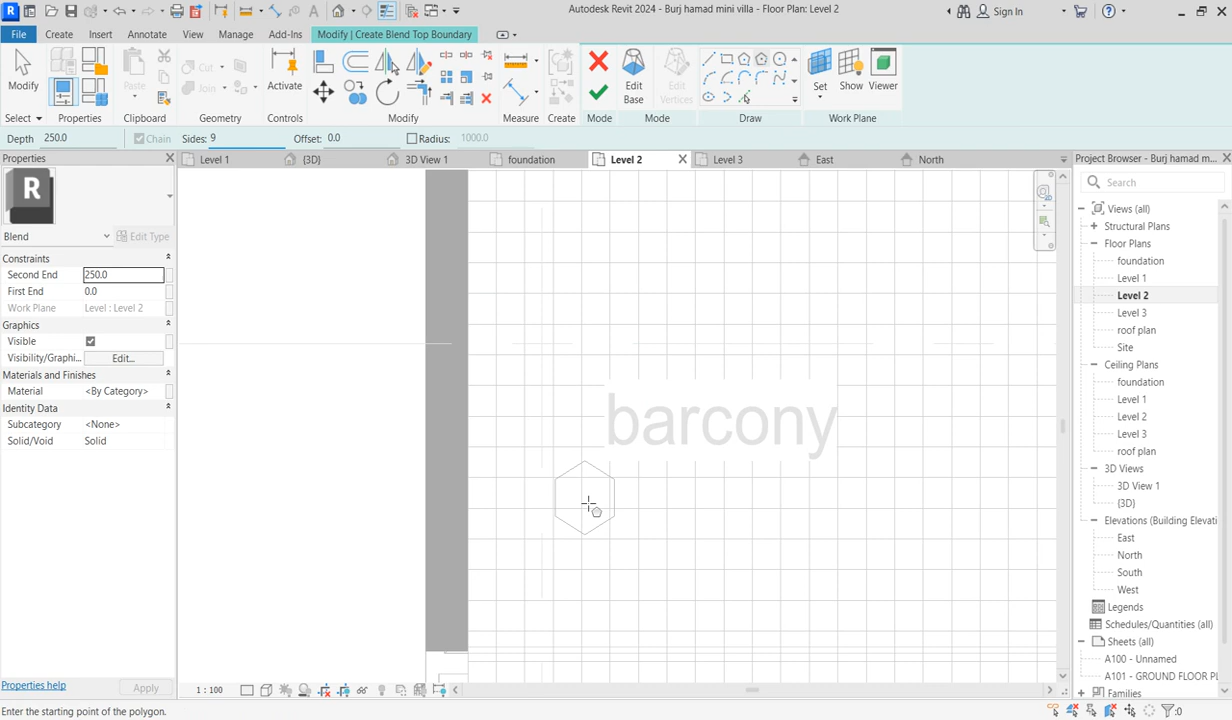 Autodesk Revit 2024 - Burj hamad mini villa - Floor Plan: Level 2
Sign In
File Create Insert Annotate View Manage Add-Ins Modify | Create Blend Top Boundary
Modify Paste Cut Join Activate Edit Base Edit Vertices Set Show Viewer
Select Properties Clipboard Geometry Controls Modify Measure Create Mode Mode Draw Work Plane
Depth 250.0 Chain Sides: 9 Offset: 0.0 Radius: 1000.0
Properties
Level 1 {3D} 3D View 1 foundation Level 2 Level 3 East North
Project Browser - Burj hamad m...
R
Search
Blend Edit Type
Constraints
Second End 250.0
First End 0.0
Work Plane Level : Level 2
Graphics
Visible
Visibility/Graphi... Edit...
Materials and Finishes
Material <By Category>
Identity Data
Subcategory <None>
Solid/Void Solid
barcony
Views (all)
Structural Plans
Floor Plans
foundation
Level 1
Level 2
Level 3
roof plan
Site
Ceiling Plans
foundation
Level 1
Level 2
Level 3
roof plan
3D Views
3D View 1
{3D}
Elevations (Building Elevation
East
North
South
West
Legends
Schedules/Quantities (all)
Sheets (all)
A100 - Unnamed
A101 - GROUND FLOOR PL
Families
Properties help Apply
1 : 100
Enter the starting point of the polygon.
:0